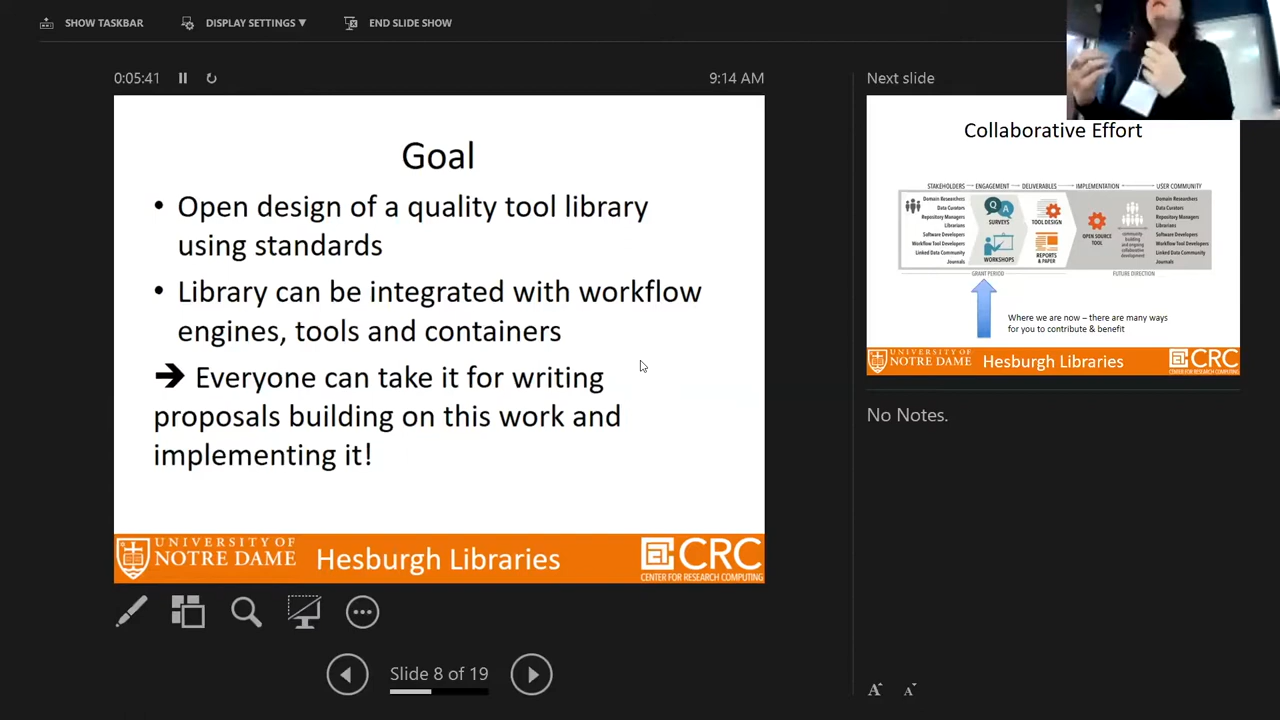 SHOW TASKBAR
DISPLAY SETTINGS ▼
END SLIDE SHOW
0:05:41
9:14 AM
Goal
• Open design of a quality tool library
using standards
• Library can be integrated with workflow
engines, tools and containers
➔ Everyone can take it for writing
proposals building on this work and
implementing it!
UNIVERSITY OF
NOTRE DAME
Hesburgh Libraries
CRC
CENTER FOR RESEARCH COMPUTING
Slide 8 of 19
Next slide
Collaborative Effort
STAKEHOLDERS
ENGAGEMENT
DELIVERABLES
IMPLEMENTATION
USER COMMUNITY
Domain Researchers
Data Curators
Repository Managers
Librarians
Software Developers
Workflow Tool Developers
Linked Data Community
Journals
Q
A
SURVEYS
WORKSHOPS
TOOL DESIGN
REPORTS
& PAPER
OPEN SOURCE
TOOL
community
building
and ongoing
collaborative
development
Domain Researchers
Data Curators
Repository Managers
Librarians
Software Developers
Workflow Tool Developers
Linked Data Community
Journals
GRANT PERIOD
FUTURE DIRECTION
Where we are now – there are many ways
for you to contribute & benefit
UNIVERSITY OF
NOTRE DAME
Hesburgh Libraries
CRC
CENTER FOR RESEARCH COMPUTING
No Notes.
A
A